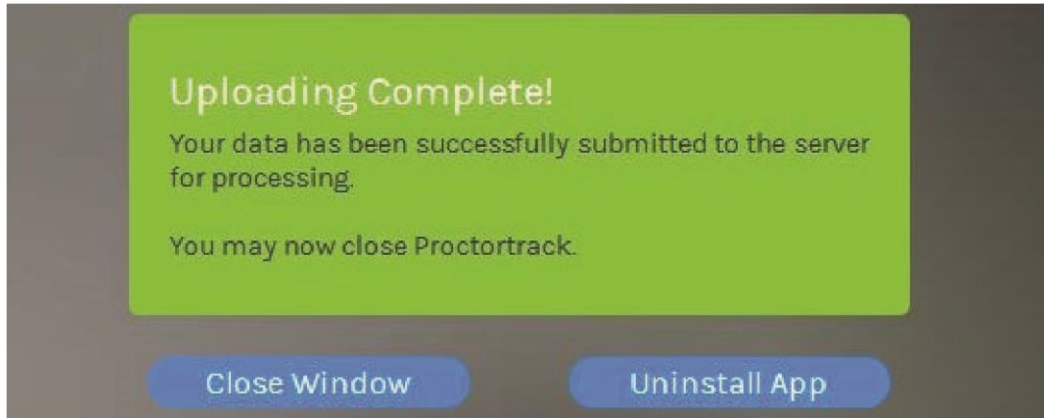 Uploading Complete!
Your data has been successfully submitted to the server
for processing.
You may now close Proctortrack.
Close Window
Uninstall App